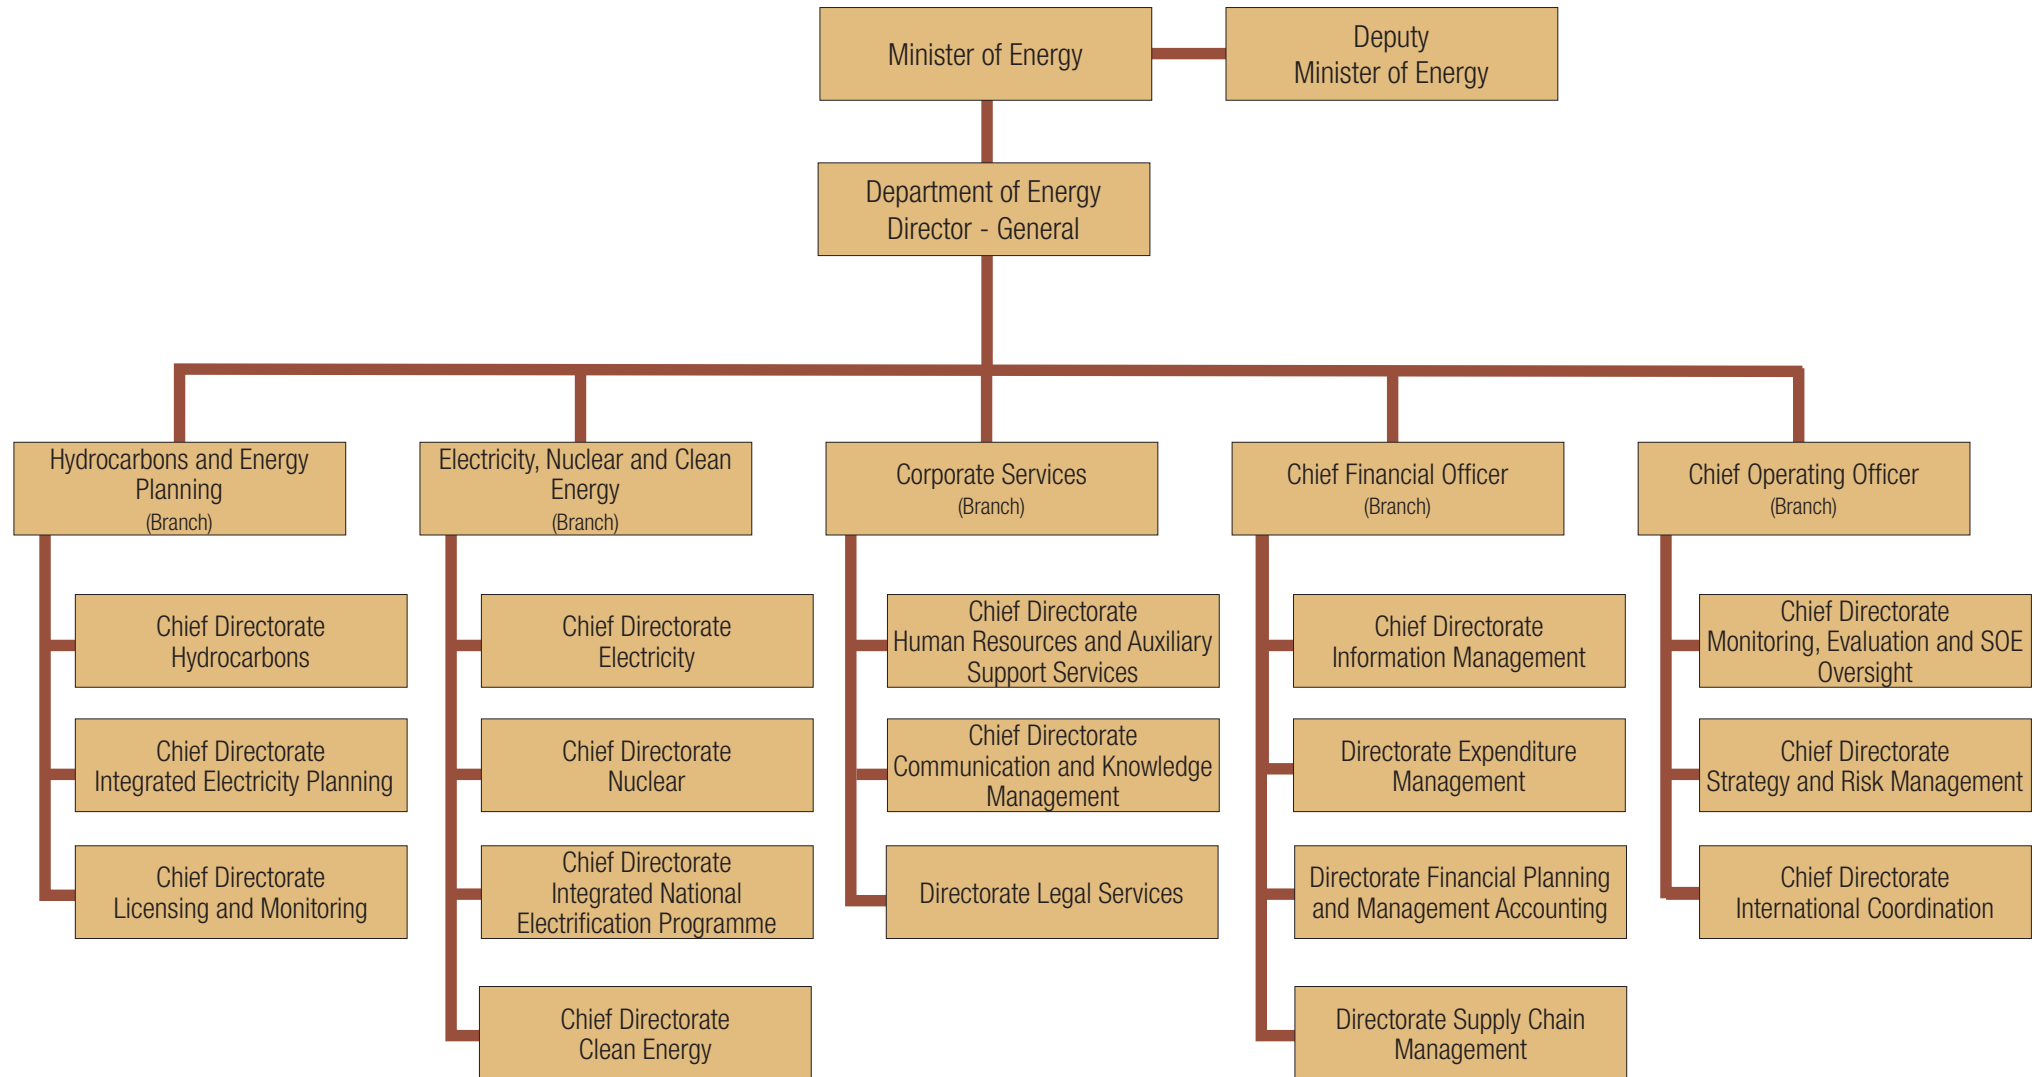 Minister of Energy
Deputy
Minister of Energy
Department of Energy
Director - General
Hydrocarbons and Energy
Planning
(Branch)
Electricity, Nuclear and Clean
Energy
(Branch)
Corporate Services
(Branch)
Chief Financial Officer
(Branch)
Chief Operating Officer
(Branch)
Chief Directorate
Hydrocarbons
Chief Directorate
Integrated Electricity Planning
Chief Directorate
Licensing and Monitoring
Chief Directorate
Electricity
Chief Directorate
Nuclear
Chief Directorate
Integrated National
Electrification Programme
Chief Directorate
Clean Energy
Chief Directorate
Human Resources and Auxiliary
Support Services
Chief Directorate
Communication and Knowledge
Management
Directorate Legal Services
Chief Directorate
Information Management
Directorate Expenditure
Management
Directorate Financial Planning
and Management Accounting
Directorate Supply Chain
Management
Chief Directorate
Monitoring, Evaluation and SOE
Oversight
Chief Directorate
Strategy and Risk Management
Chief Directorate
International Coordination